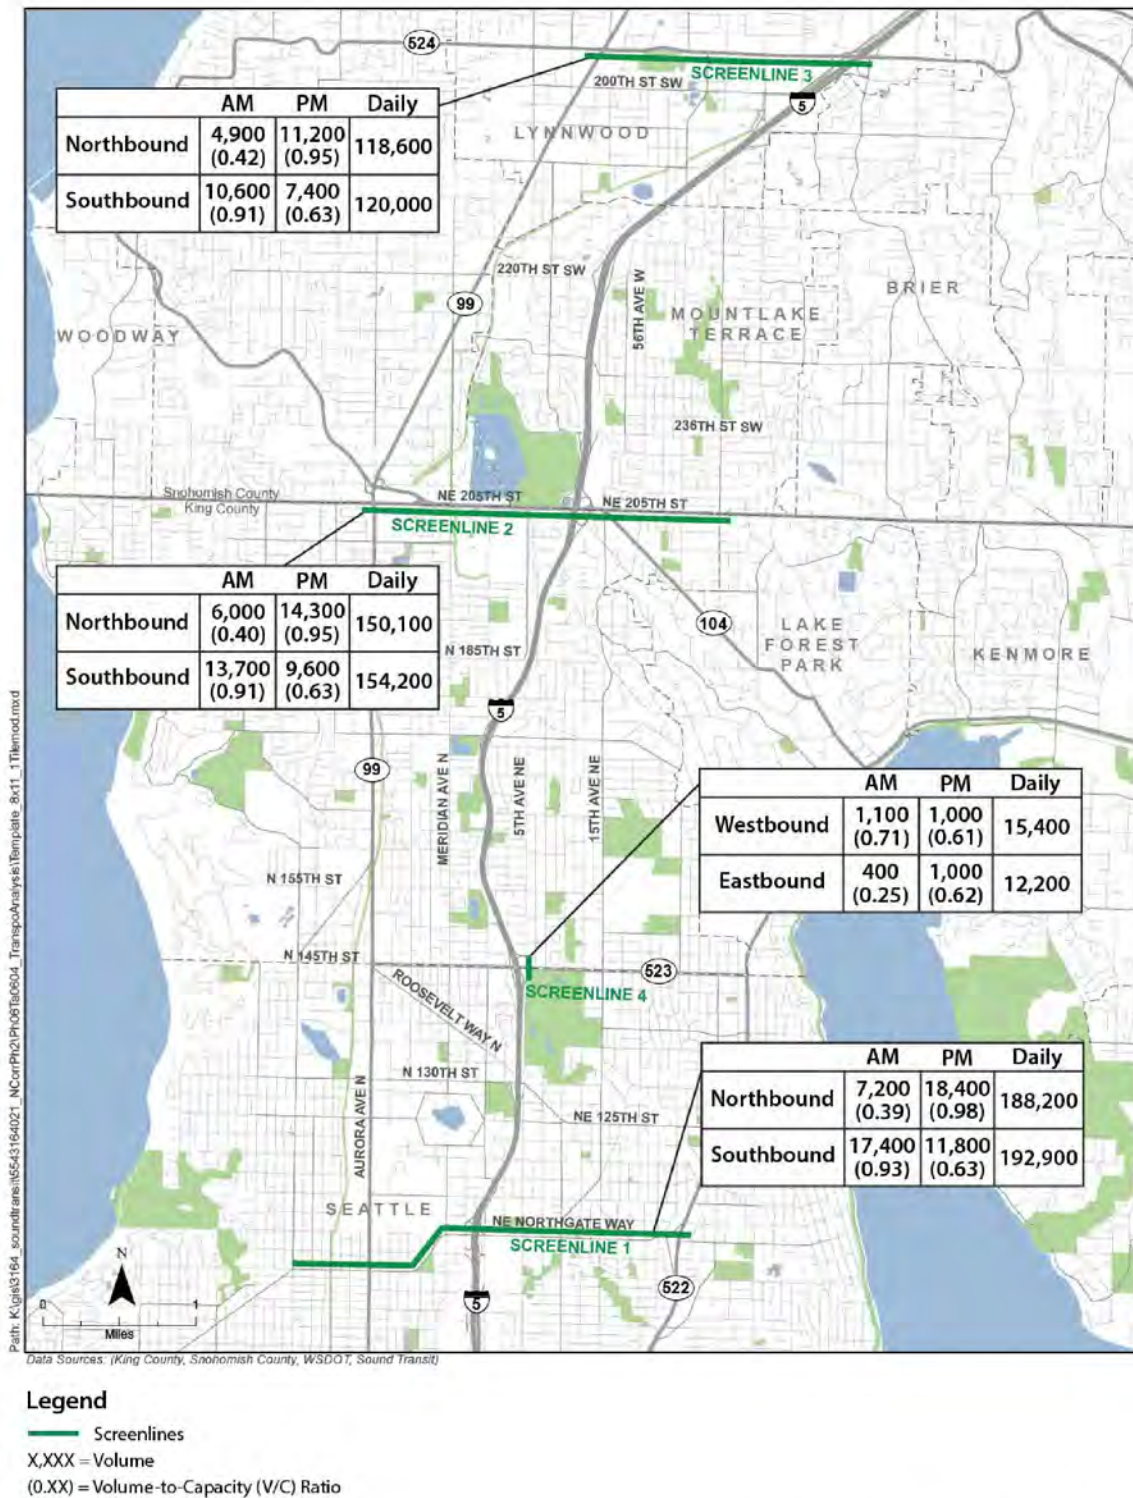 524
SCREENLINE 3
200TH ST SW
5
LYNNWOOD
AM PM Daily
Northbound 4,900 (0.42) 11,200 (0.95) 118,600
Southbound 10,600 (0.91) 7,400 (0.63) 120,000
220TH ST SW
56TH AVE W
99
BRIER
MOUNTLAKE TERRACE
WOODWAY
236TH ST SW
Snohomish County
King County
NE 205TH ST
NE 205TH ST
SCREENLINE 2
AM PM Daily
Northbound 6,000 (0.40) 14,300 (0.95) 150,100
Southbound 13,700 (0.91) 9,600 (0.63) 154,200
104
LAKE FOREST PARK
KENMORE
N 185TH ST
5
99
MERIDIAN AVE N
5TH AVE NE
15TH AVE NE
AM PM Daily
Westbound 1,100 (0.71) 1,000 (0.61) 15,400
Eastbound 400 (0.25) 1,000 (0.62) 12,200
N 155TH ST
N 145TH ST
523
SCREENLINE 4
ROOSEVELT WAY N
N 130TH ST
NE 125TH ST
AURORA AVE N
AM PM Daily
Northbound 7,200 (0.39) 18,400 (0.98) 188,200
Southbound 17,400 (0.93) 11,800 (0.63) 192,900
SEATTLE
NE NORTHGATE WAY
SCREENLINE 1
522
5
N
0 1
Miles
Data Sources: (King County, Snohomish County, WSDOT, Sound Transit)
Legend
Screenlines
X,XXX = Volume
(0.XX) = Volume-to-Capacity (V/C) Ratio